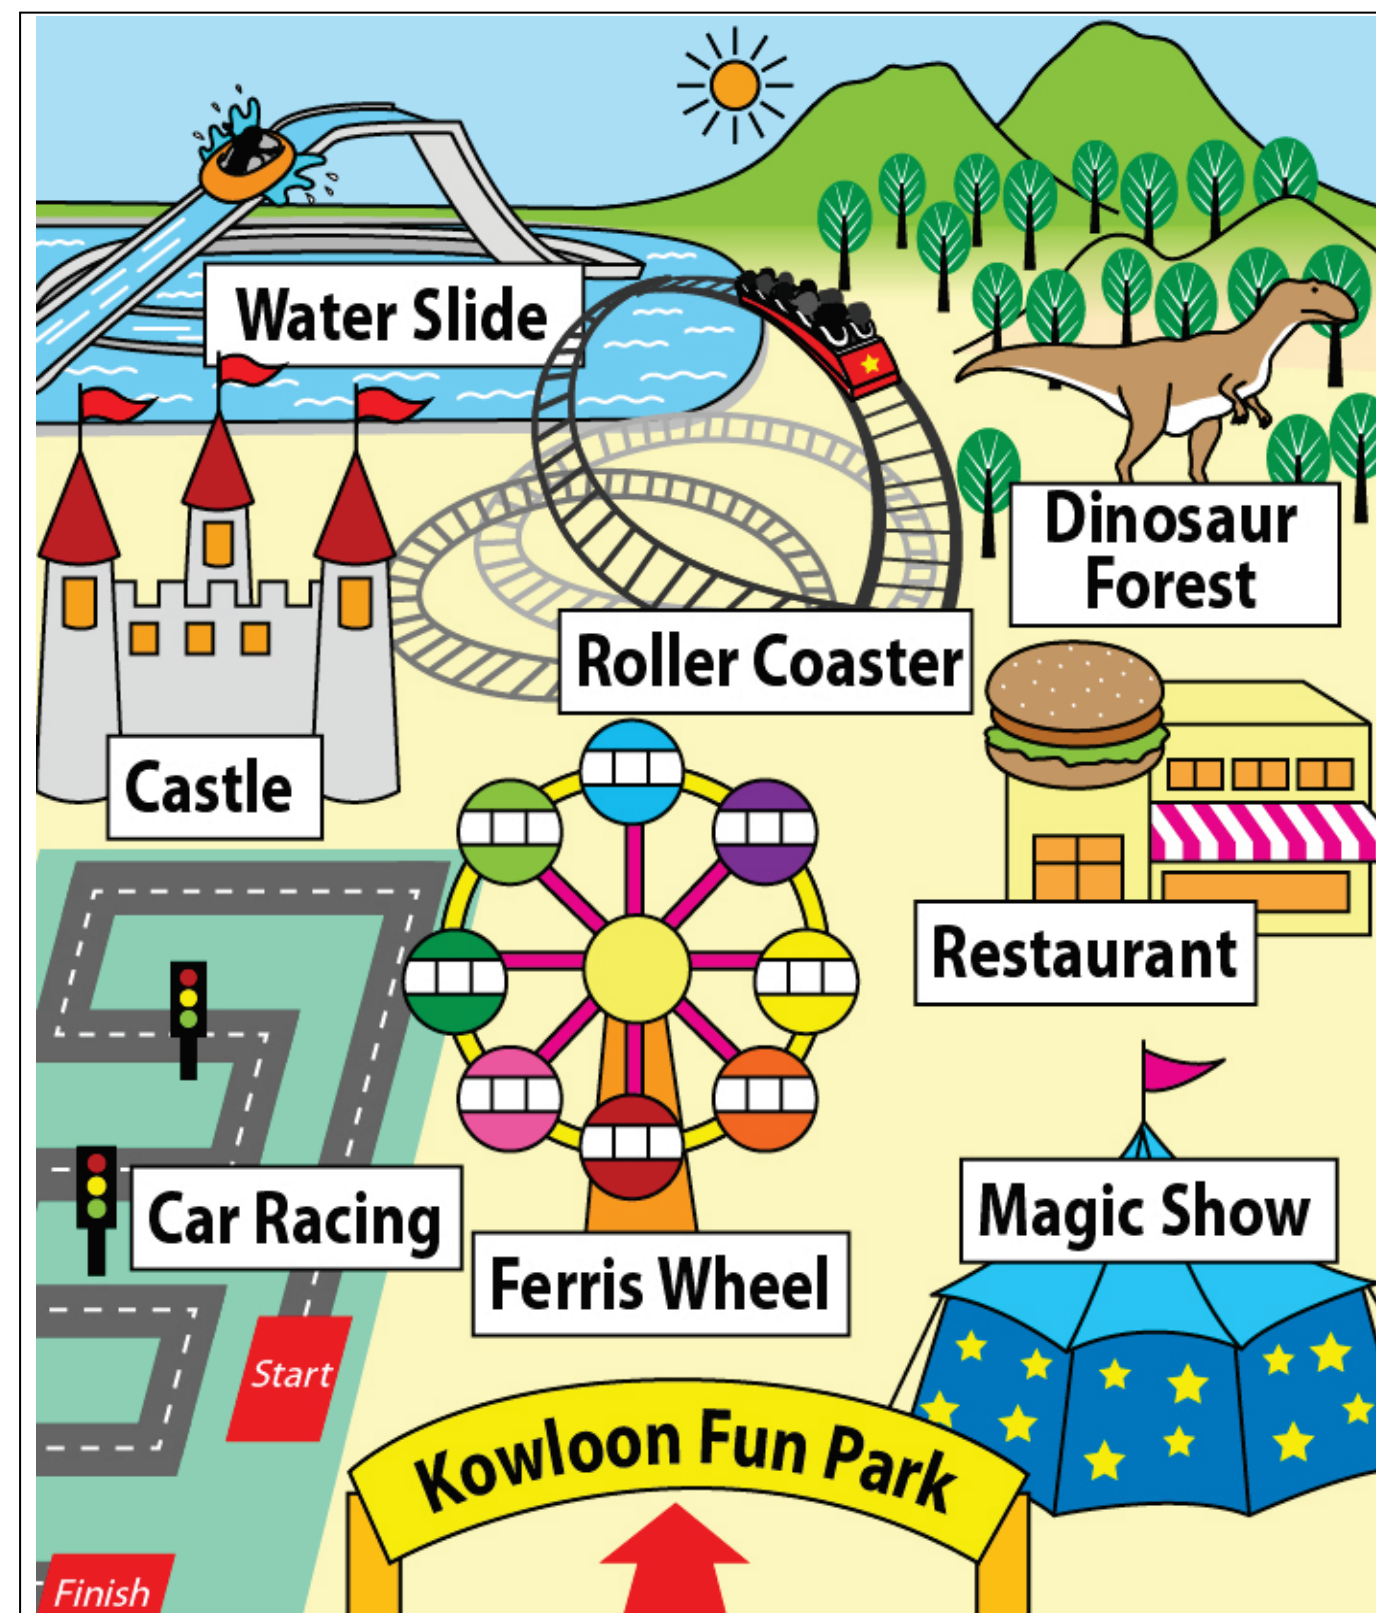 Water Slide
Dinosaur
Forest
Roller Coaster
Castle
Restaurant
Car Racing
Magic Show
Ferris Wheel
Start
Kowloon Fun Park
Finish